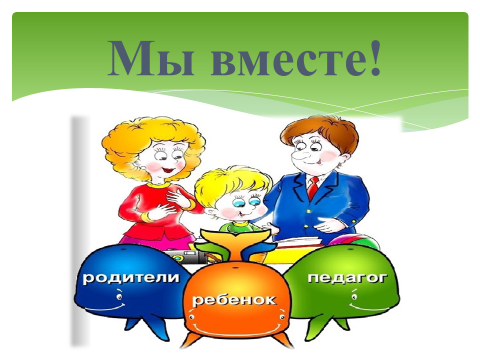 Мы вместе!
родители
ребенок
педагог